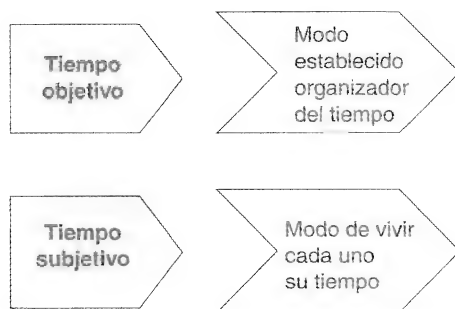 Tiempo
objetivo
Modo
establecido
organizador
del tiempo
Tiempo
subjetivo
Modo de vivir
cada uno
su tiempo